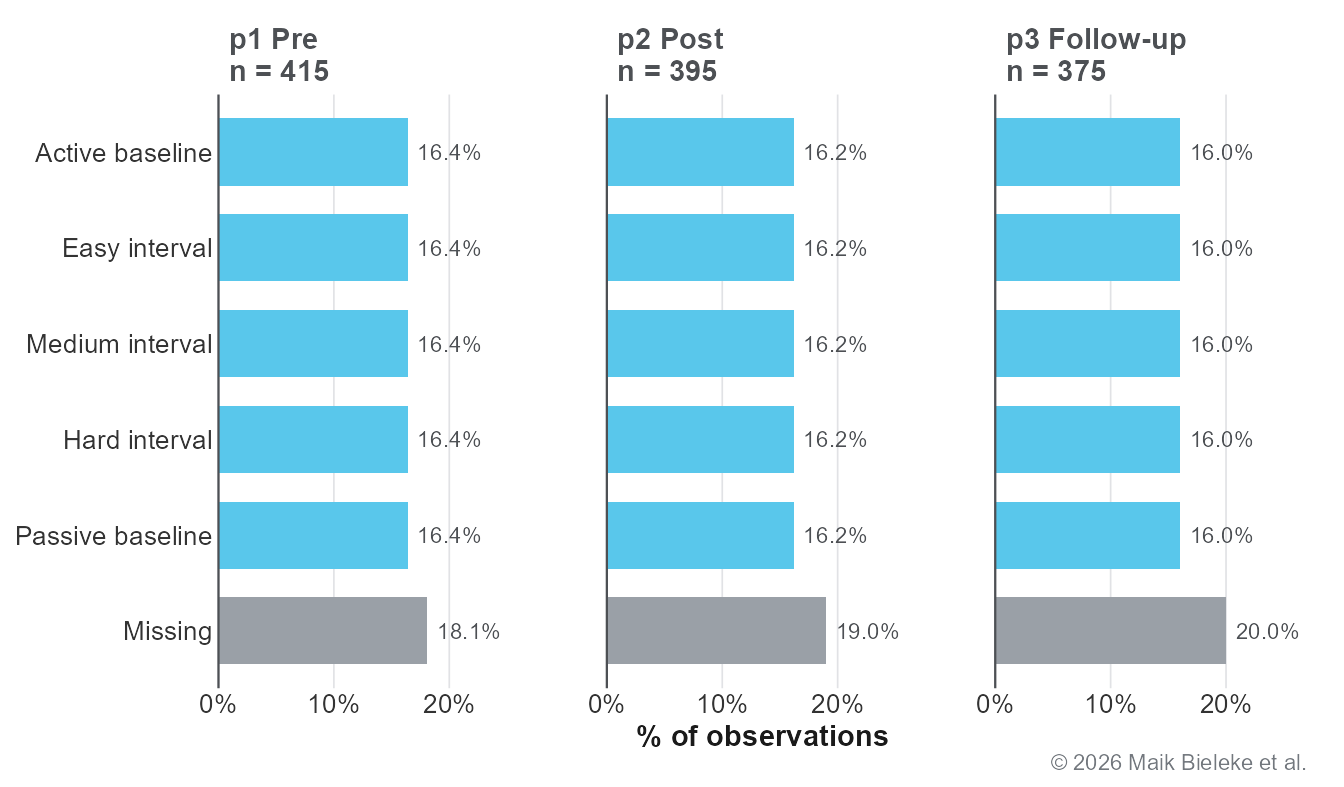 p1 Pre
n = 415
p2 Post
n = 395
p3 Follow-up
n = 375
Active baseline
16.4%
16.2%
16.0%
Easy interval
16.4%
16.2%
16.0%
Medium interval
16.4%
16.2%
16.0%
Hard interval
16.4%
16.2%
16.0%
Passive baseline
16.4%
16.2%
16.0%
Missing
18.1%
19.0%
20.0%
0% 10% 20%
0% 10% 20%
0% 10% 20%
% of observations
© 2026 Maik Bieleke et al.